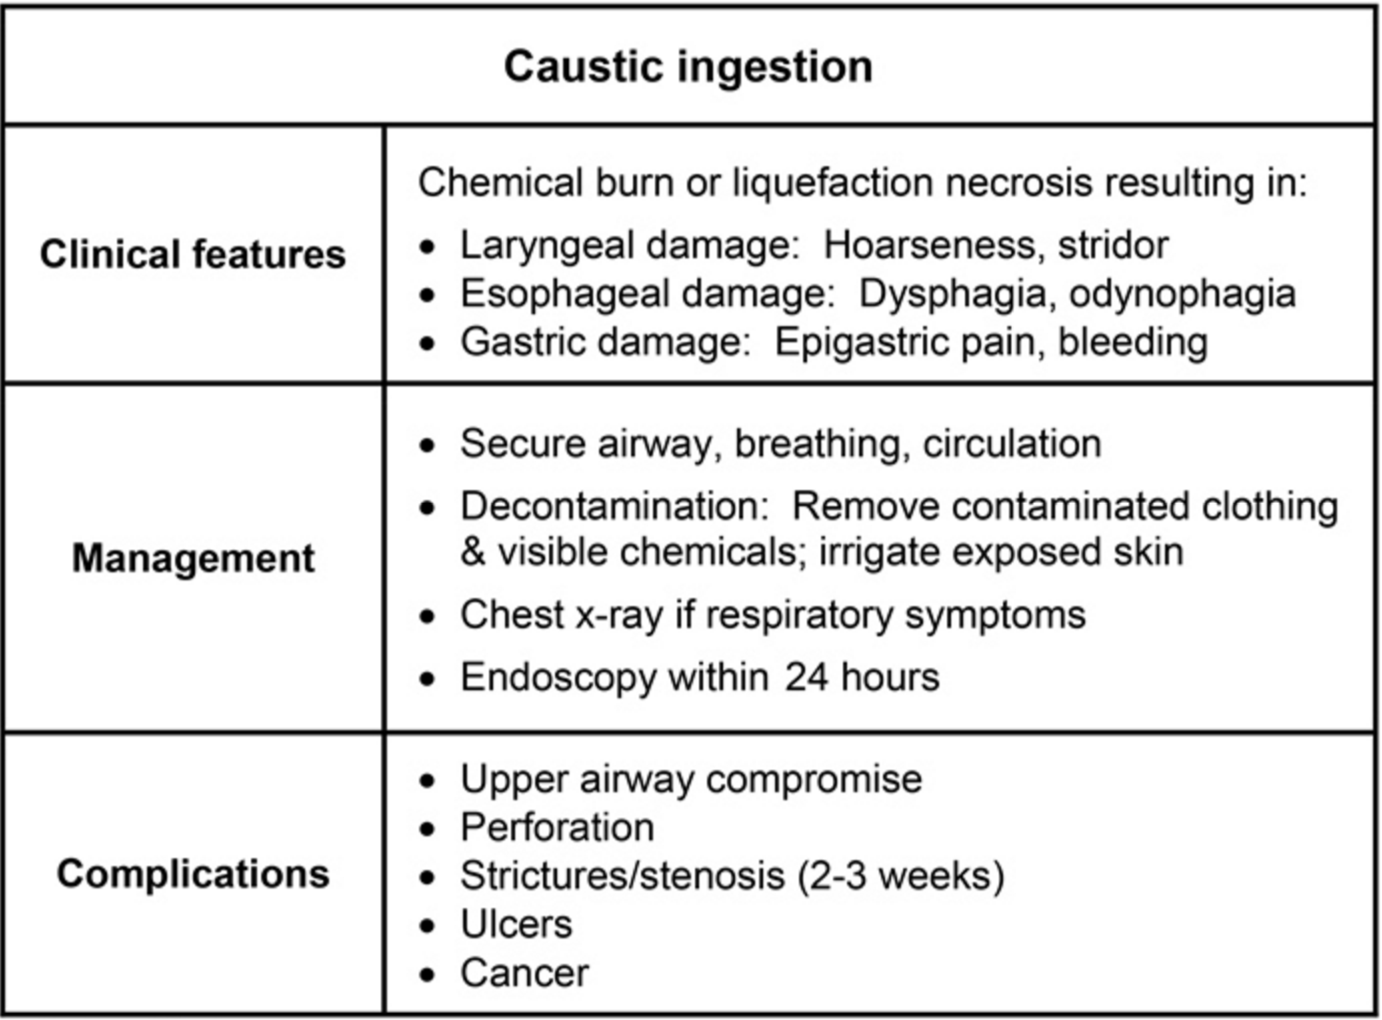 Caustic ingestion
Clinical features
Chemical burn or liquefaction necrosis resulting in:
• Laryngeal damage: Hoarseness, stridor
• Esophageal damage: Dysphagia, odynophagia
• Gastric damage: Epigastric pain, bleeding
Management
• Secure airway, breathing, circulation
• Decontamination: Remove contaminated clothing
& visible chemicals; irrigate exposed skin
• Chest x-ray if respiratory symptoms
• Endoscopy within 24 hours
Complications
• Upper airway compromise
• Perforation
• Strictures/stenosis (2-3 weeks)
• Ulcers
• Cancer